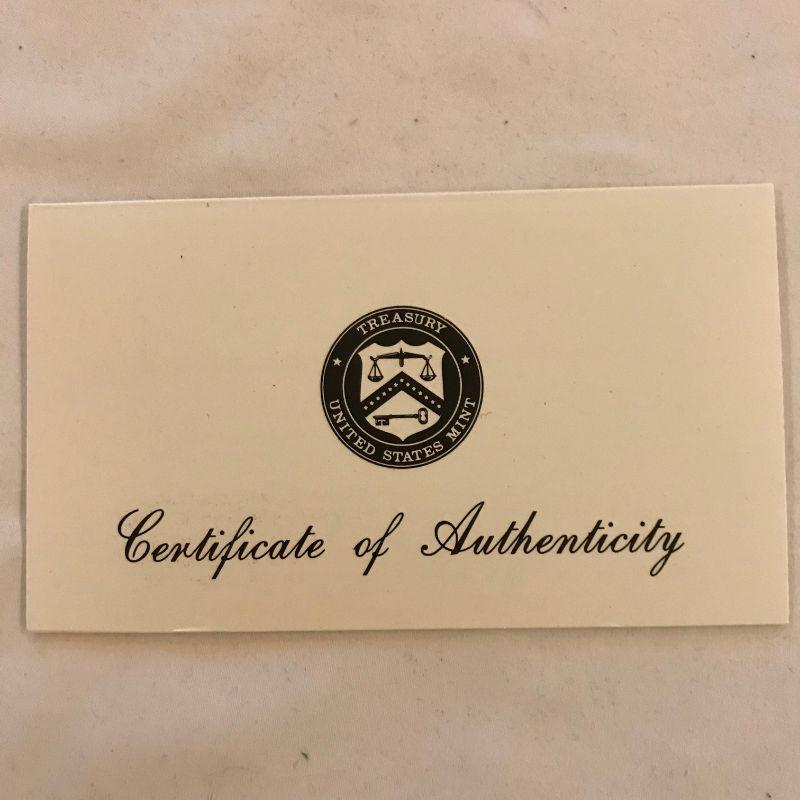 TREASURY
UNITED STATES MINT
Certificate of Authenticity